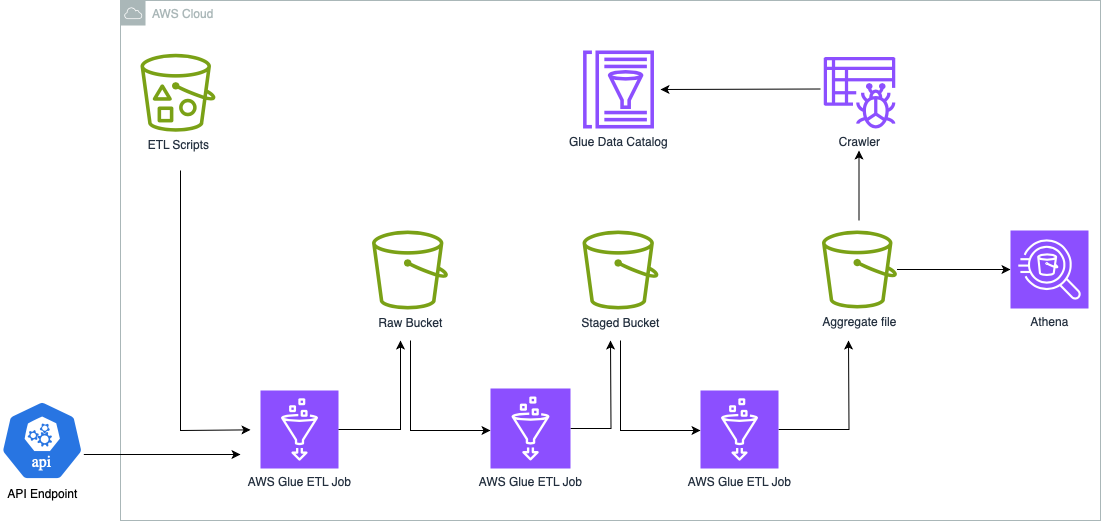 AWS Cloud
ETL Scripts
Glue Data Catalog
Crawler
Raw Bucket
Staged Bucket
Aggregate file
Athena
api
API Endpoint
AWS Glue ETL Job
AWS Glue ETL Job
AWS Glue ETL Job